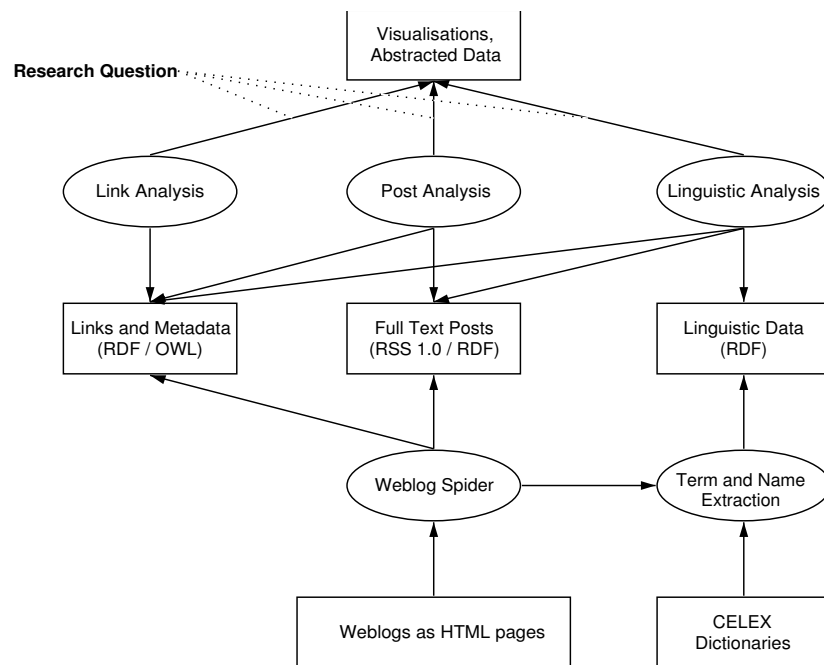 Visualisations,
Abstracted Data
Research Question
Link Analysis
Post Analysis
Linguistic Analysis
Links and Metadata
(RDF / OWL)
Full Text Posts
(RSS 1.0 / RDF)
Linguistic Data
(RDF)
Weblog Spider
Term and Name
Extraction
Weblogs as HTML pages
CELEX
Dictionaries